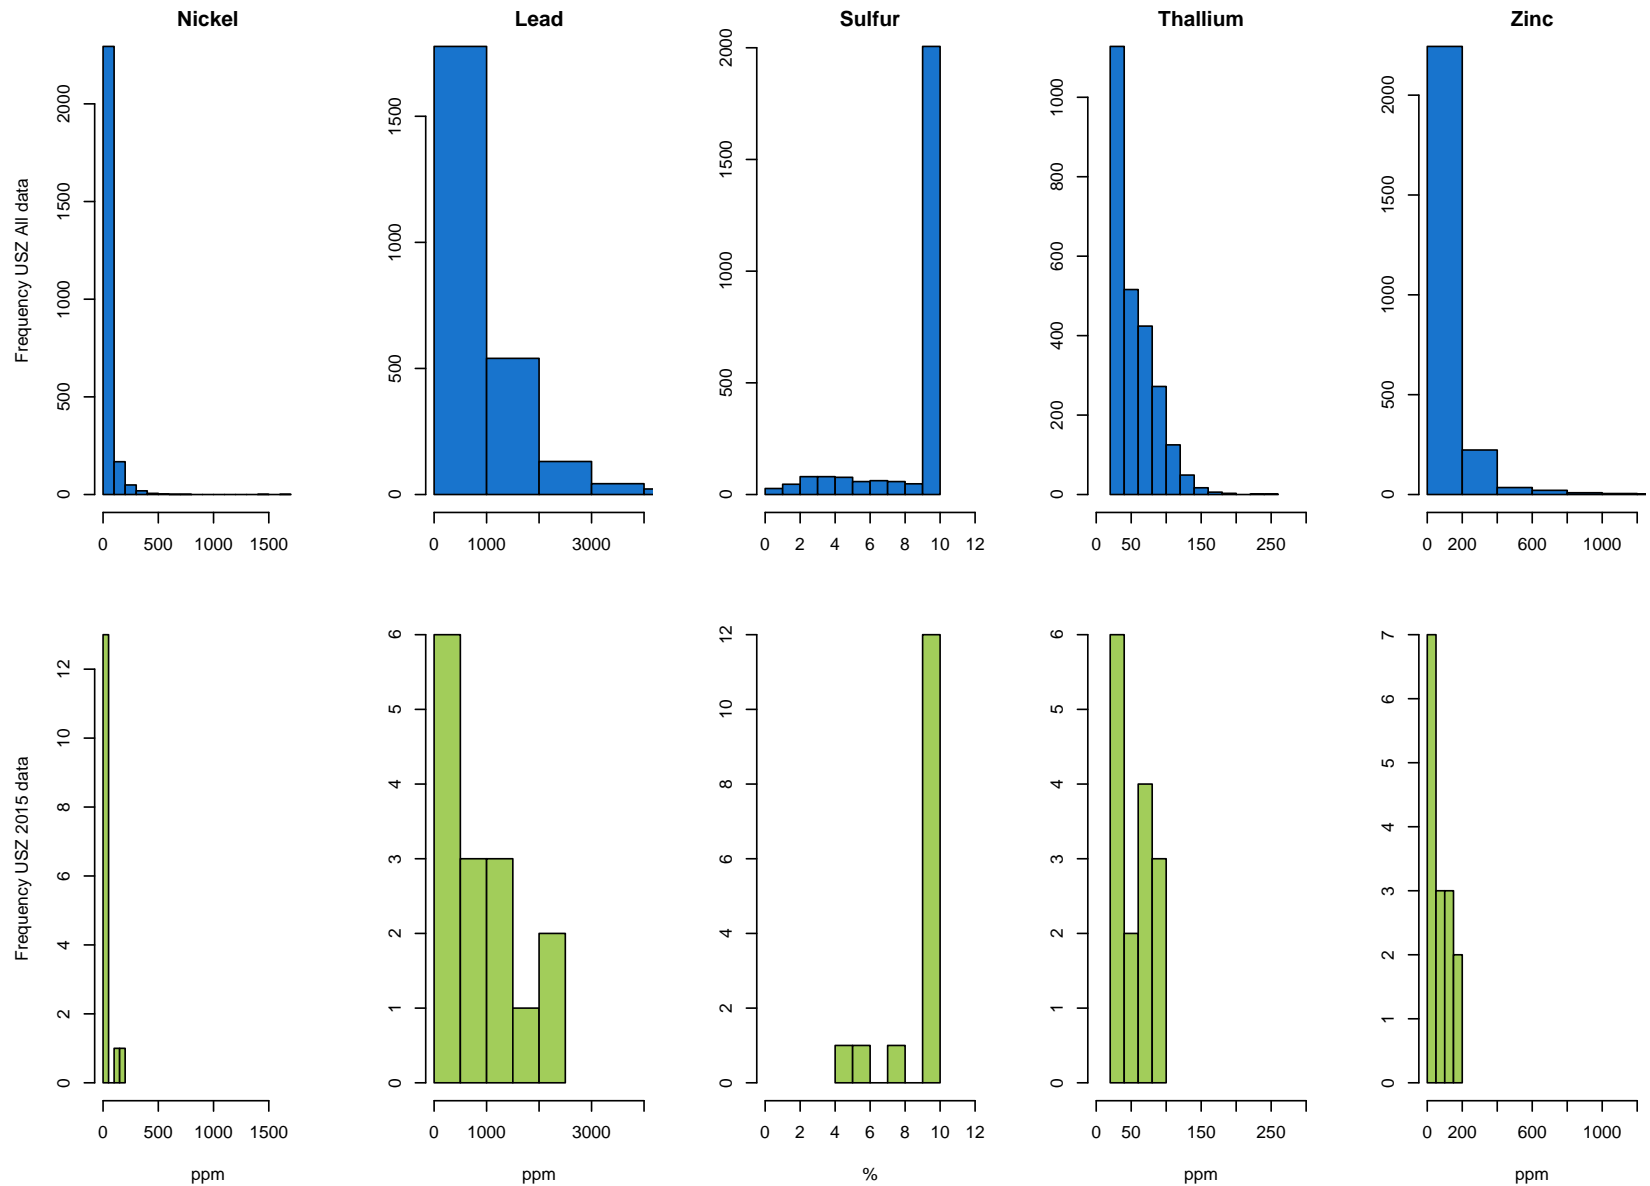 Nickel Lead Sulfur Thallium Zinc
Frequency USZ All data
0 500 1000 1500 2000
0 500 1000 1500
0 500 1000 1500 2000
0 200 400 600 800 1000
0 500 1000 1500 2000
0 500 1000 1500
0 1000 3000
0 2 4 6 8 10 12
0 50 150 250
0 200 600 1000
Frequency USZ 2015 data
0 2 4 6 8 10 12
0 1 2 3 4 5 6
0 2 4 6 8 10 12
0 1 2 3 4 5 6
0 1 2 3 4 5 6 7
0 500 1000 1500
0 1000 3000
0 2 4 6 8 10 12
0 50 150 250
0 200 600 1000
ppm ppm % ppm ppm